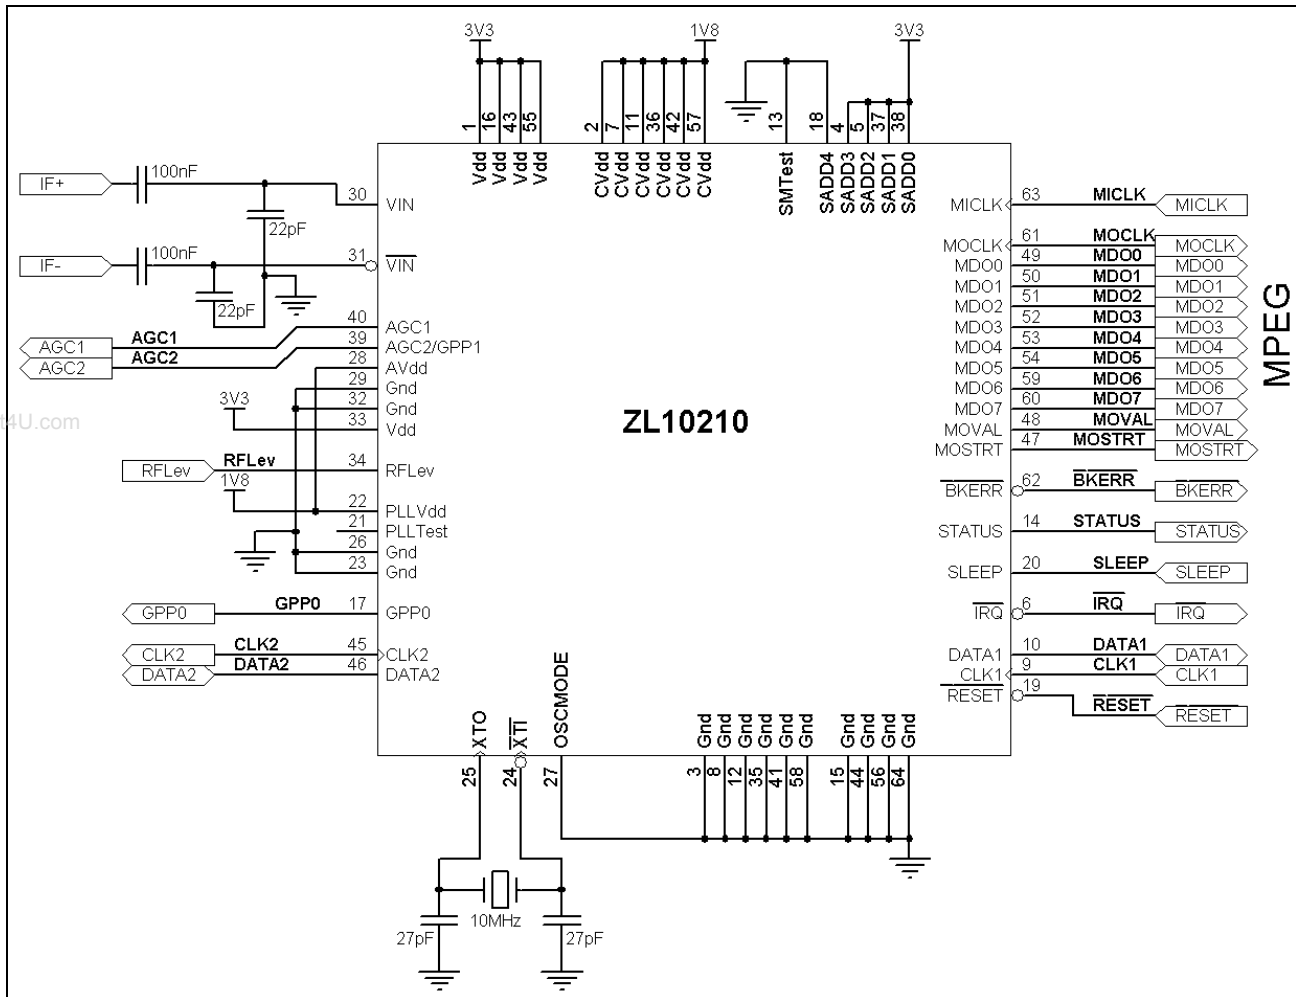 3V3
1V8
3V3
1
16
43
55
2
7
11
36
42
57
13
18
4
5
37
38
Vdd
Vdd
Vdd
Vdd
CVdd
CVdd
CVdd
CVdd
CVdd
CVdd
SMTest
SADD4
SADD3
SADD2
SADD1
SADD0
IF+
100nF
22pF
30
VIN
IF-
100nF
22pF
31
VIN
AGC1
AGC1
40
AGC1
AGC2
AGC2
39
AGC2/GPP1
28
AVdd
29
Gnd
32
Gnd
3V3
33
Vdd
t4U.com
RFLev
RFLev
34
RFLev
1V8
22
PLLVdd
21
PLLTest
26
Gnd
23
Gnd
GPP0
GPP0
17
GPP0
CLK2
CLK2
45
CLK2
DATA2
DATA2
46
DATA2
ZL10210
MICLK
63
MICLK
MICLK
MOCLK
61
MOCLK
MOCLK
MDO0
49
MDO0
MDO0
MDO1
50
MDO1
MDO1
MDO2
51
MDO2
MDO2
MDO3
52
MDO3
MDO3
MDO4
53
MDO4
MDO4
MDO5
54
MDO5
MDO5
MDO6
59
MDO6
MDO6
MDO7
60
MDO7
MDO7
MOVAL
48
MOVAL
MOVAL
MOSTRT
47
MOSTRT
MOSTRT
MPEG
BKERR
62
BKERR
BKERR
STATUS
14
STATUS
STATUS
SLEEP
20
SLEEP
SLEEP
IRQ
6
IRQ
IRQ
DATA1
10
DATA1
DATA1
CLK1
9
CLK1
CLK1
RESET
19
RESET
RESET
XTO
XTI
OSCMODE
Gnd
Gnd
Gnd
Gnd
Gnd
Gnd
Gnd
Gnd
Gnd
Gnd
25
24
27
3
8
12
35
41
58
15
44
56
64
10MHz
27pF
27pF